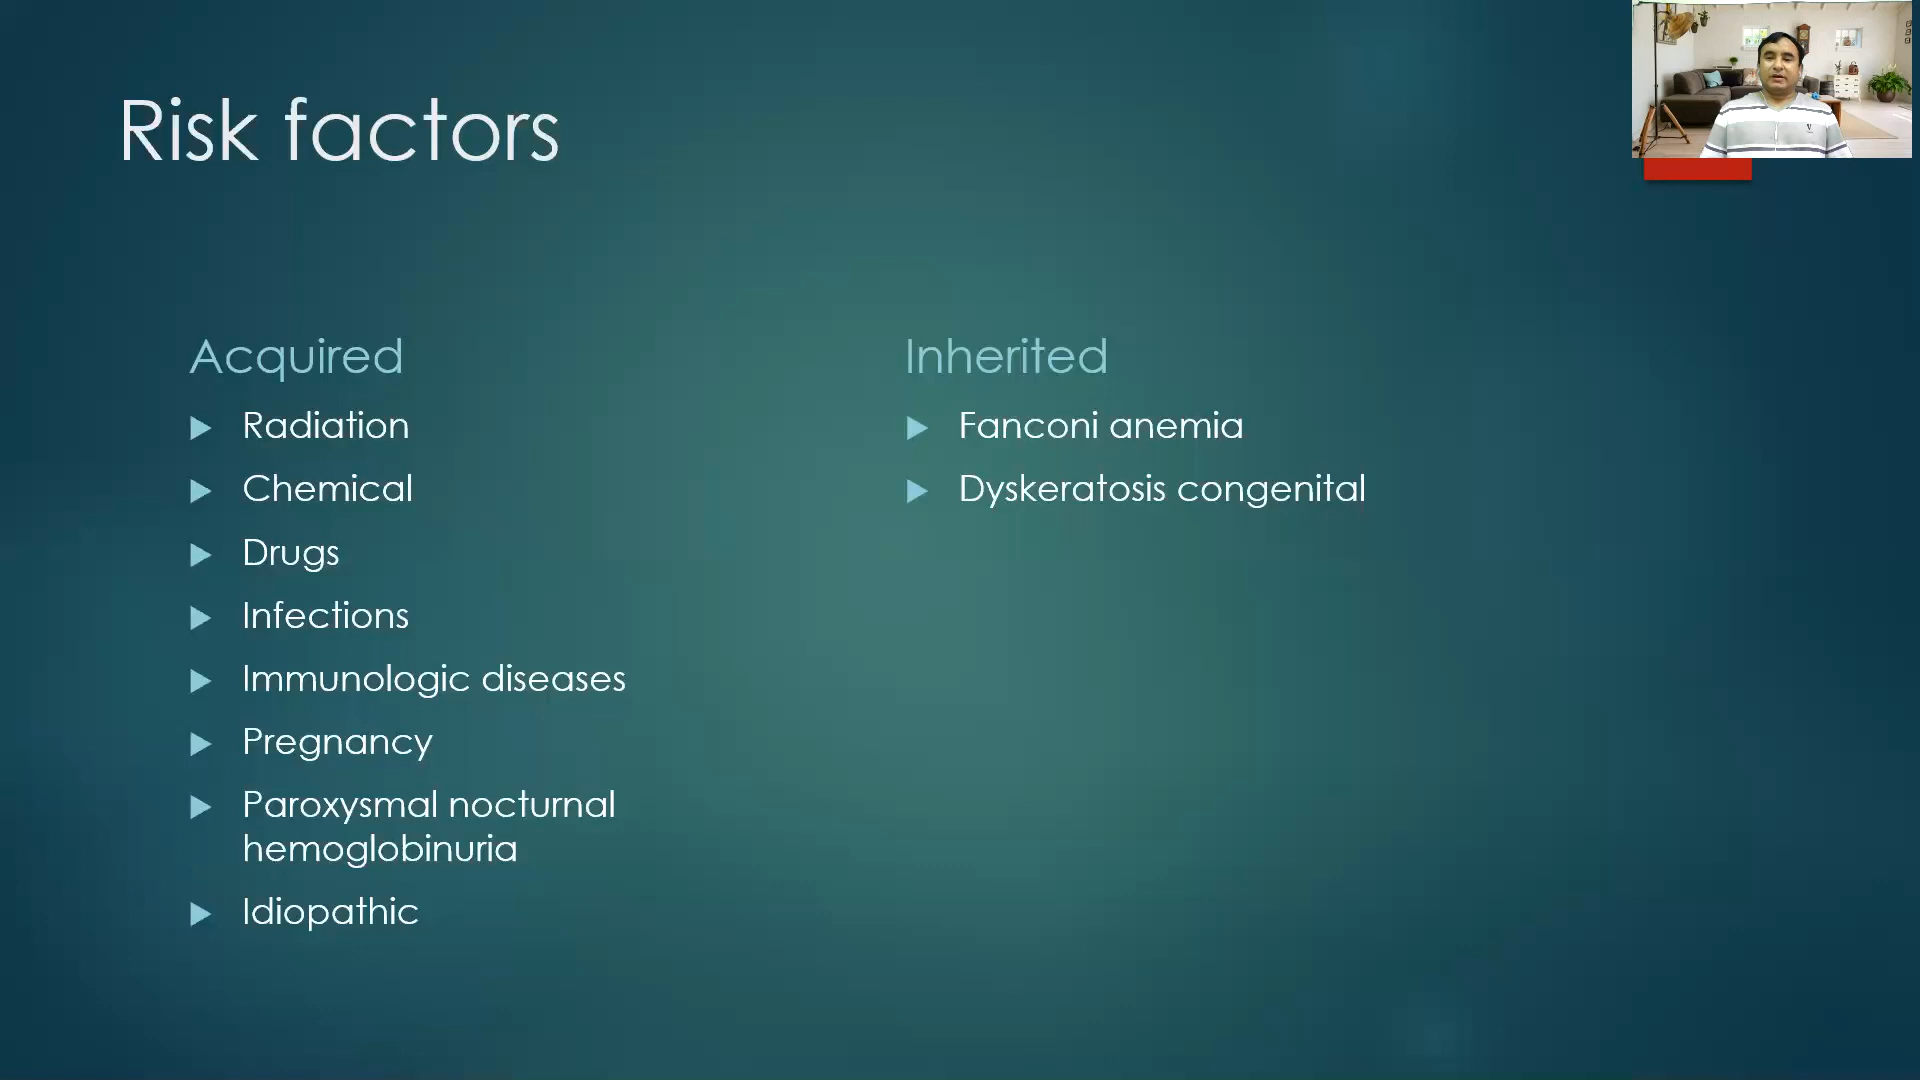 Risk factors
Acquired
Radiation
Chemical
Drugs
Infections
Immunologic diseases
Pregnancy
Paroxysmal nocturnal
hemoglobinuria
Idiopathic
Inherited
Fanconi anemia
Dyskeratosis congenital